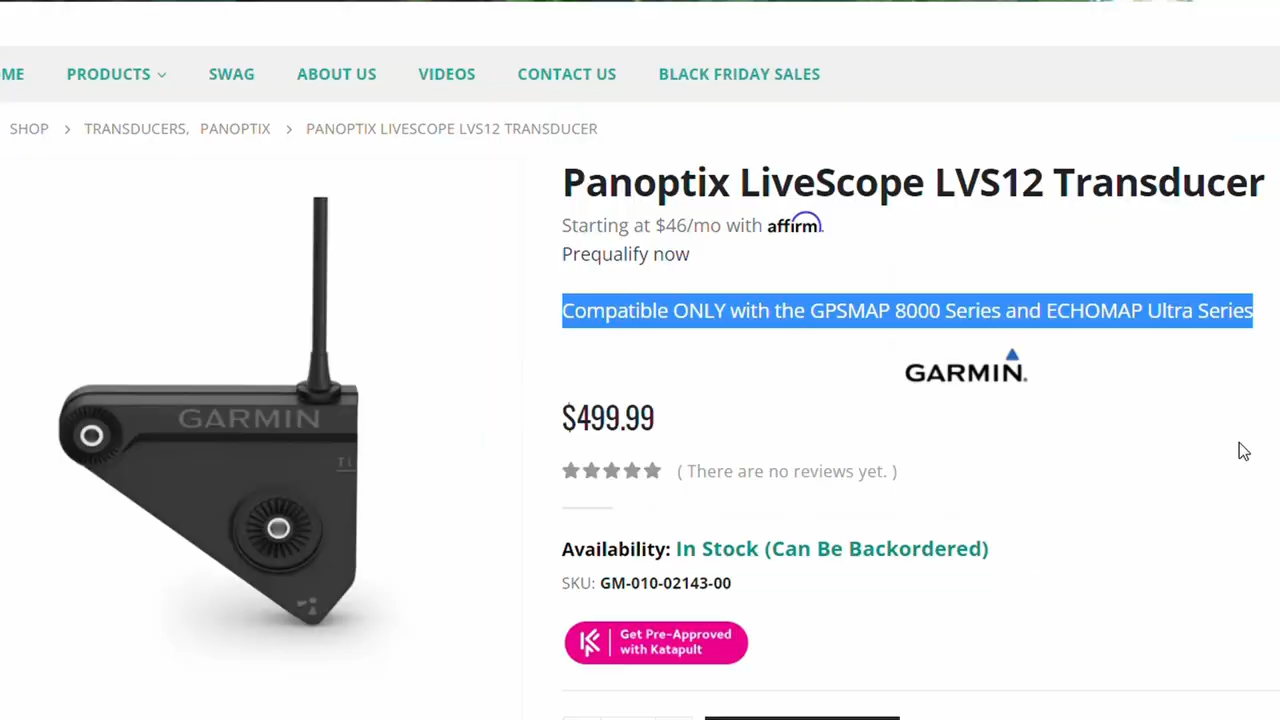 ME
PRODUCTS
SWAG
ABOUT US
VIDEOS
CONTACT US
BLACK FRIDAY SALES
SHOP > TRANSDUCERS, PANOPTIX > PANOPTIX LIVESCOPE LVS12 TRANSDUCER
Panoptix LiveScope LVS12 Transducer
Starting at $46/mo with affirm.
Prequalify now
Compatible ONLY with the GPSMAP 8000 Series and ECHOMAP Ultra Series
GARMIN.
$499.99
( There are no reviews yet. )
Availability: In Stock (Can Be Backordered)
SKU: GM-010-02143-00
Get Pre-Approved
with Katapult
GARMIN